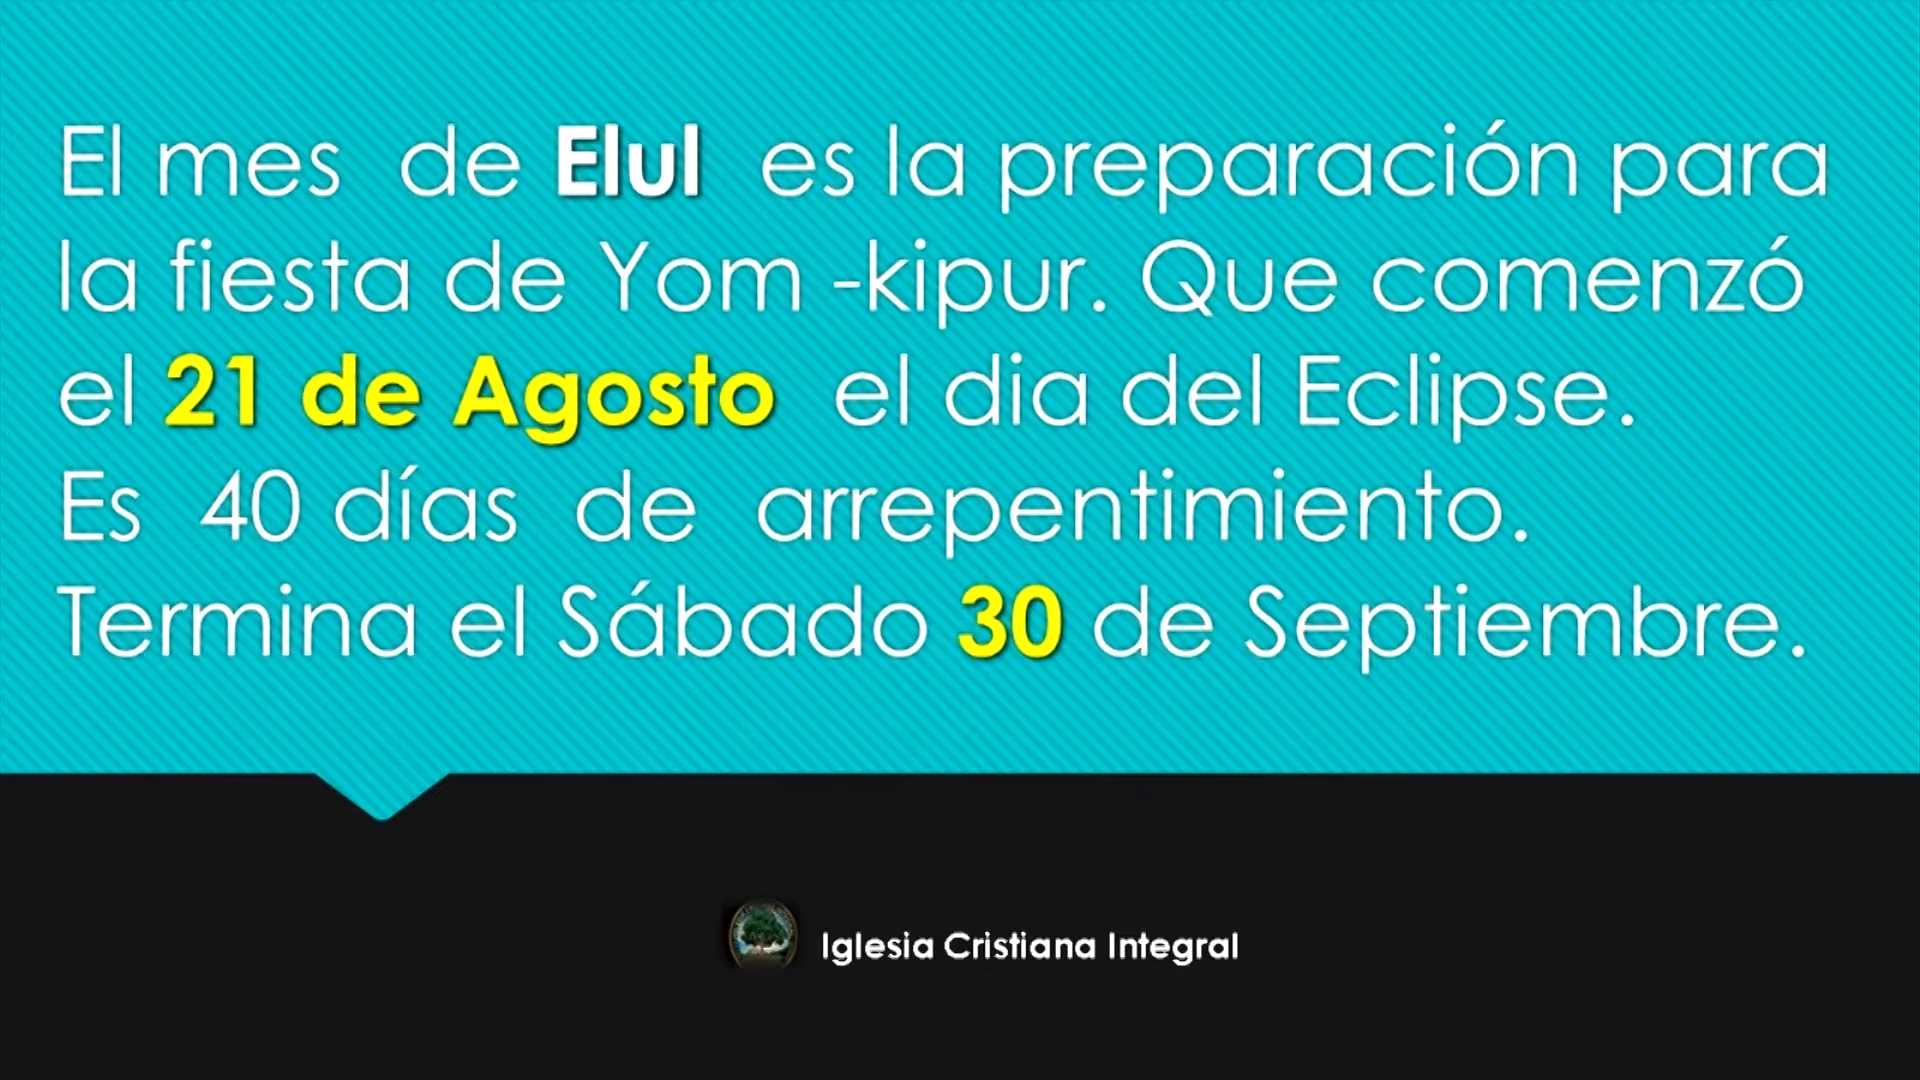 El mes de Elul es la preparación para
la fiesta de Yom -kipur. Que comenzó
el 21 de Agosto el dia del Eclipse.
Es 40 días de arrepentimiento.
Termina el Sábado 30 de Septiembre.
Iglesia Cristiana Integral